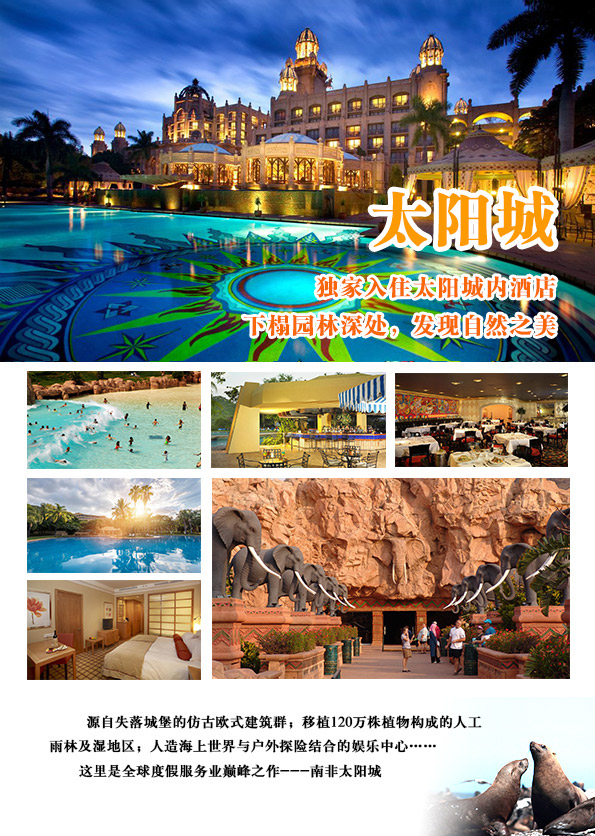 太阳城
独家入住太阳城内酒店
下榻园林深处，发现自然之美
源自失落城堡的仿古欧式建筑群；移植120万株植物构成的人工
雨林及湿地区；人造海上世界与户外探险结合的娱乐中心……
这里是全球度假服务业巅峰之作---南非太阳城